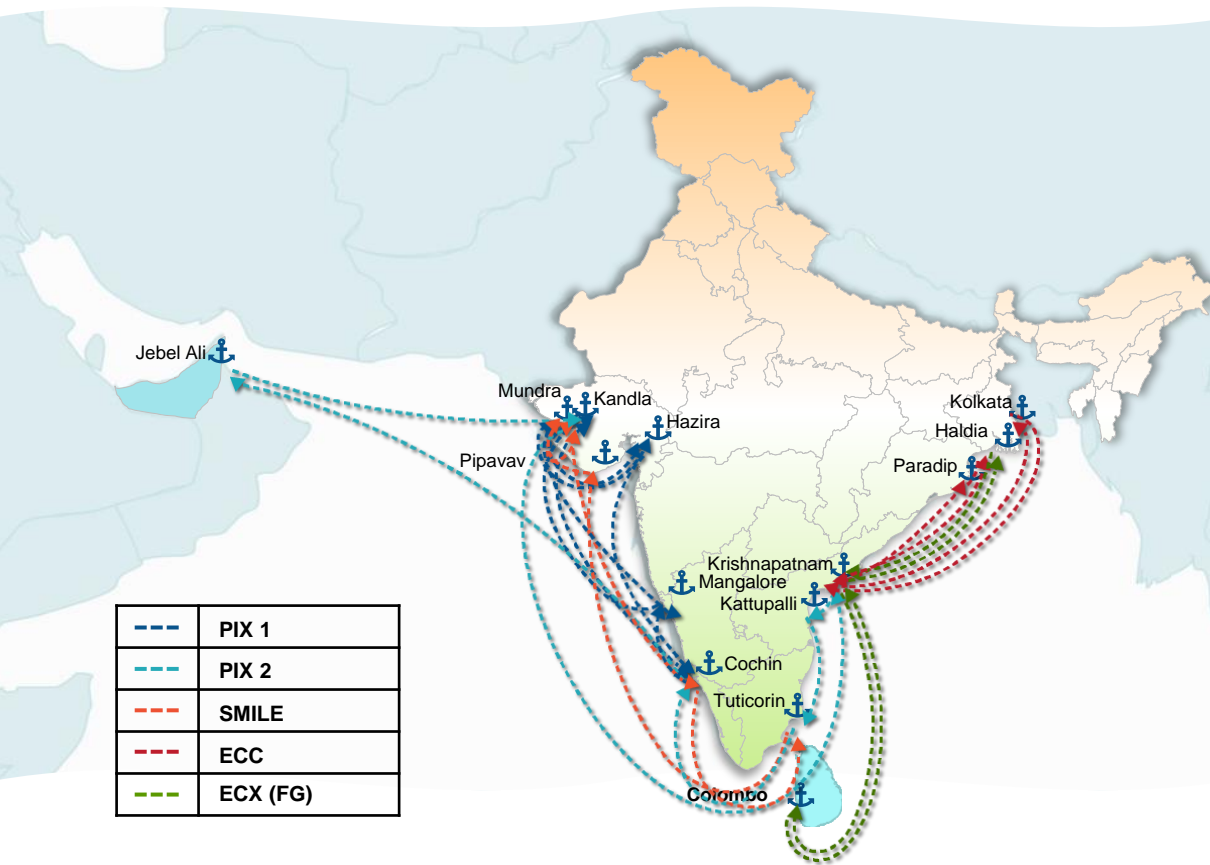 Jebel Ali
Mundra
Kandla
Hazira
Pipavav
Kolkata
Haldia
Paradip
Krishnapatnam
Mangalore
Kattupalli
Cochin
Tuticorin
Colombo
PIX 1
PIX 2
SMILE
ECC
ECX (FG)